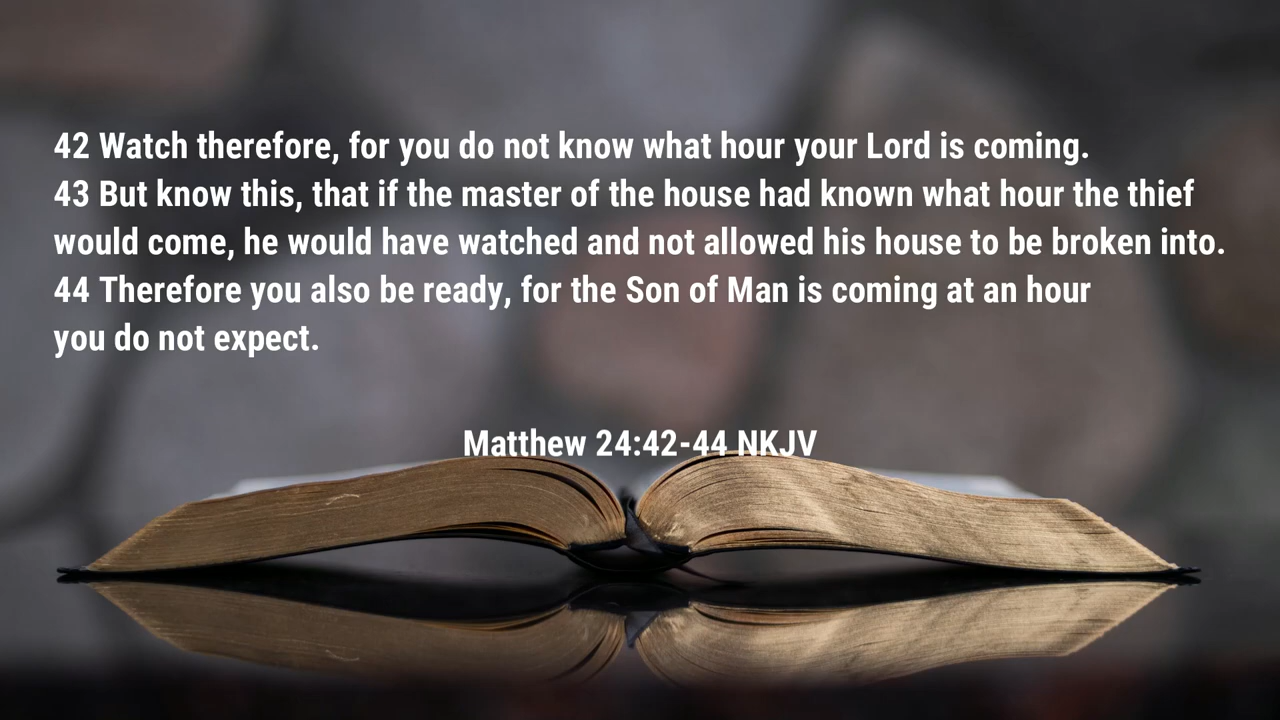 42 Watch therefore, for you do not know what hour your Lord is coming.
43 But know this, that if the master of the house had known what hour the thief
would come, he would have watched and not allowed his house to be broken into.
44 Therefore you also be ready, for the Son of Man is coming at an hour
you do not expect.
Matthew 24:42-44 NKJV